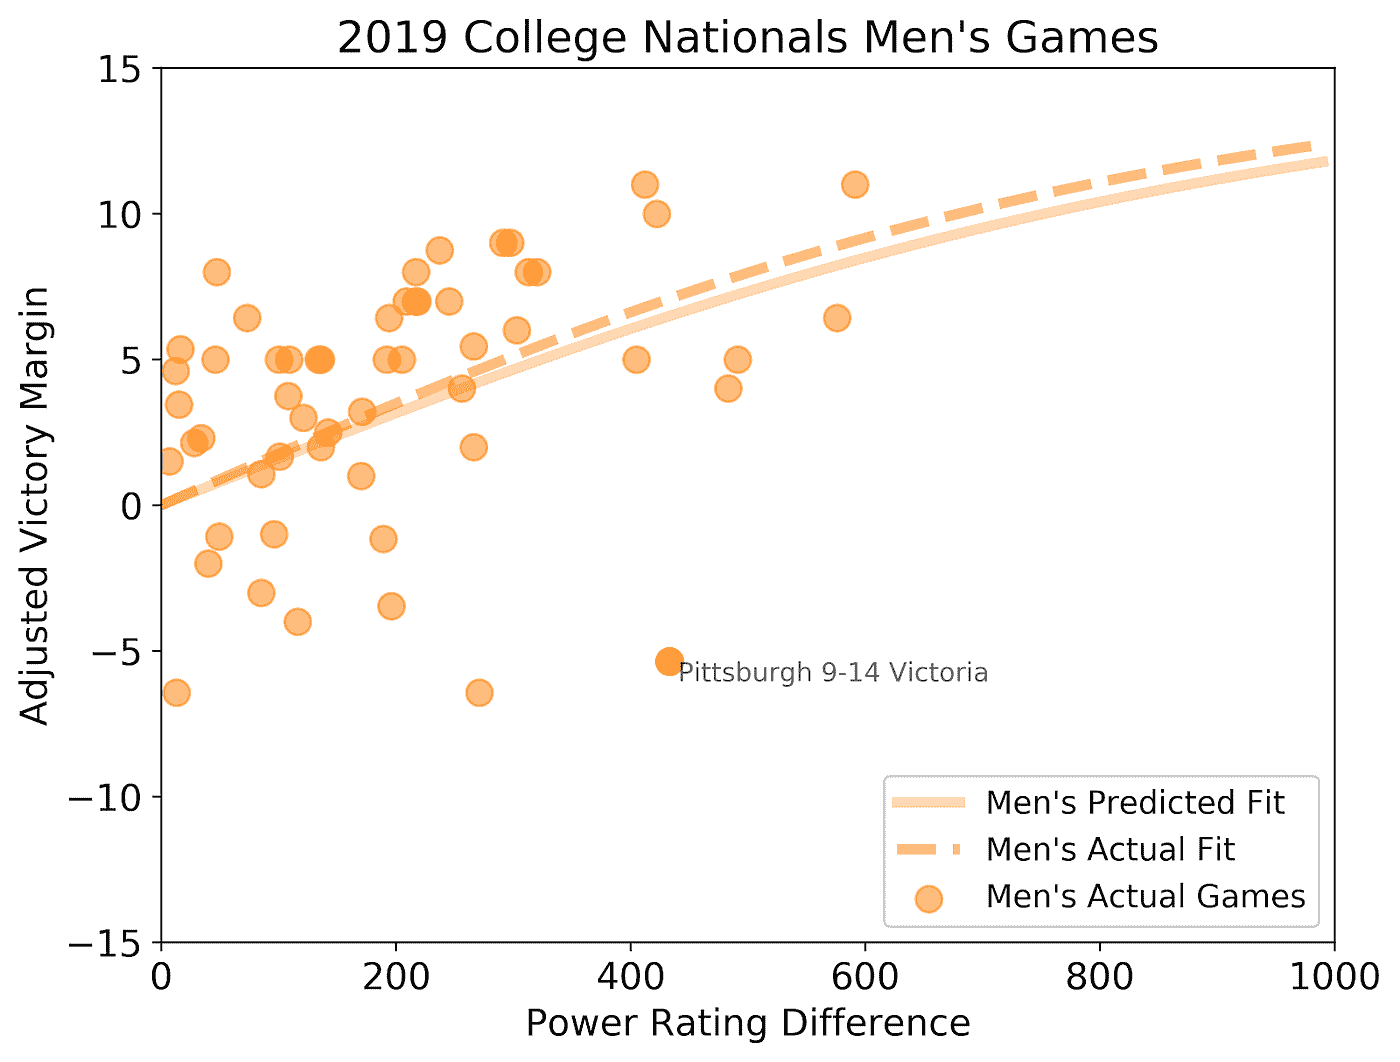 2019 College Nationals Men's Games
Adjusted Victory Margin
15
10
5
0
−5
−10
−15
Pittsburgh 9-14 Victoria
Men's Predicted Fit
Men's Actual Fit
Men's Actual Games
0 200 400 600 800 1000
Power Rating Difference